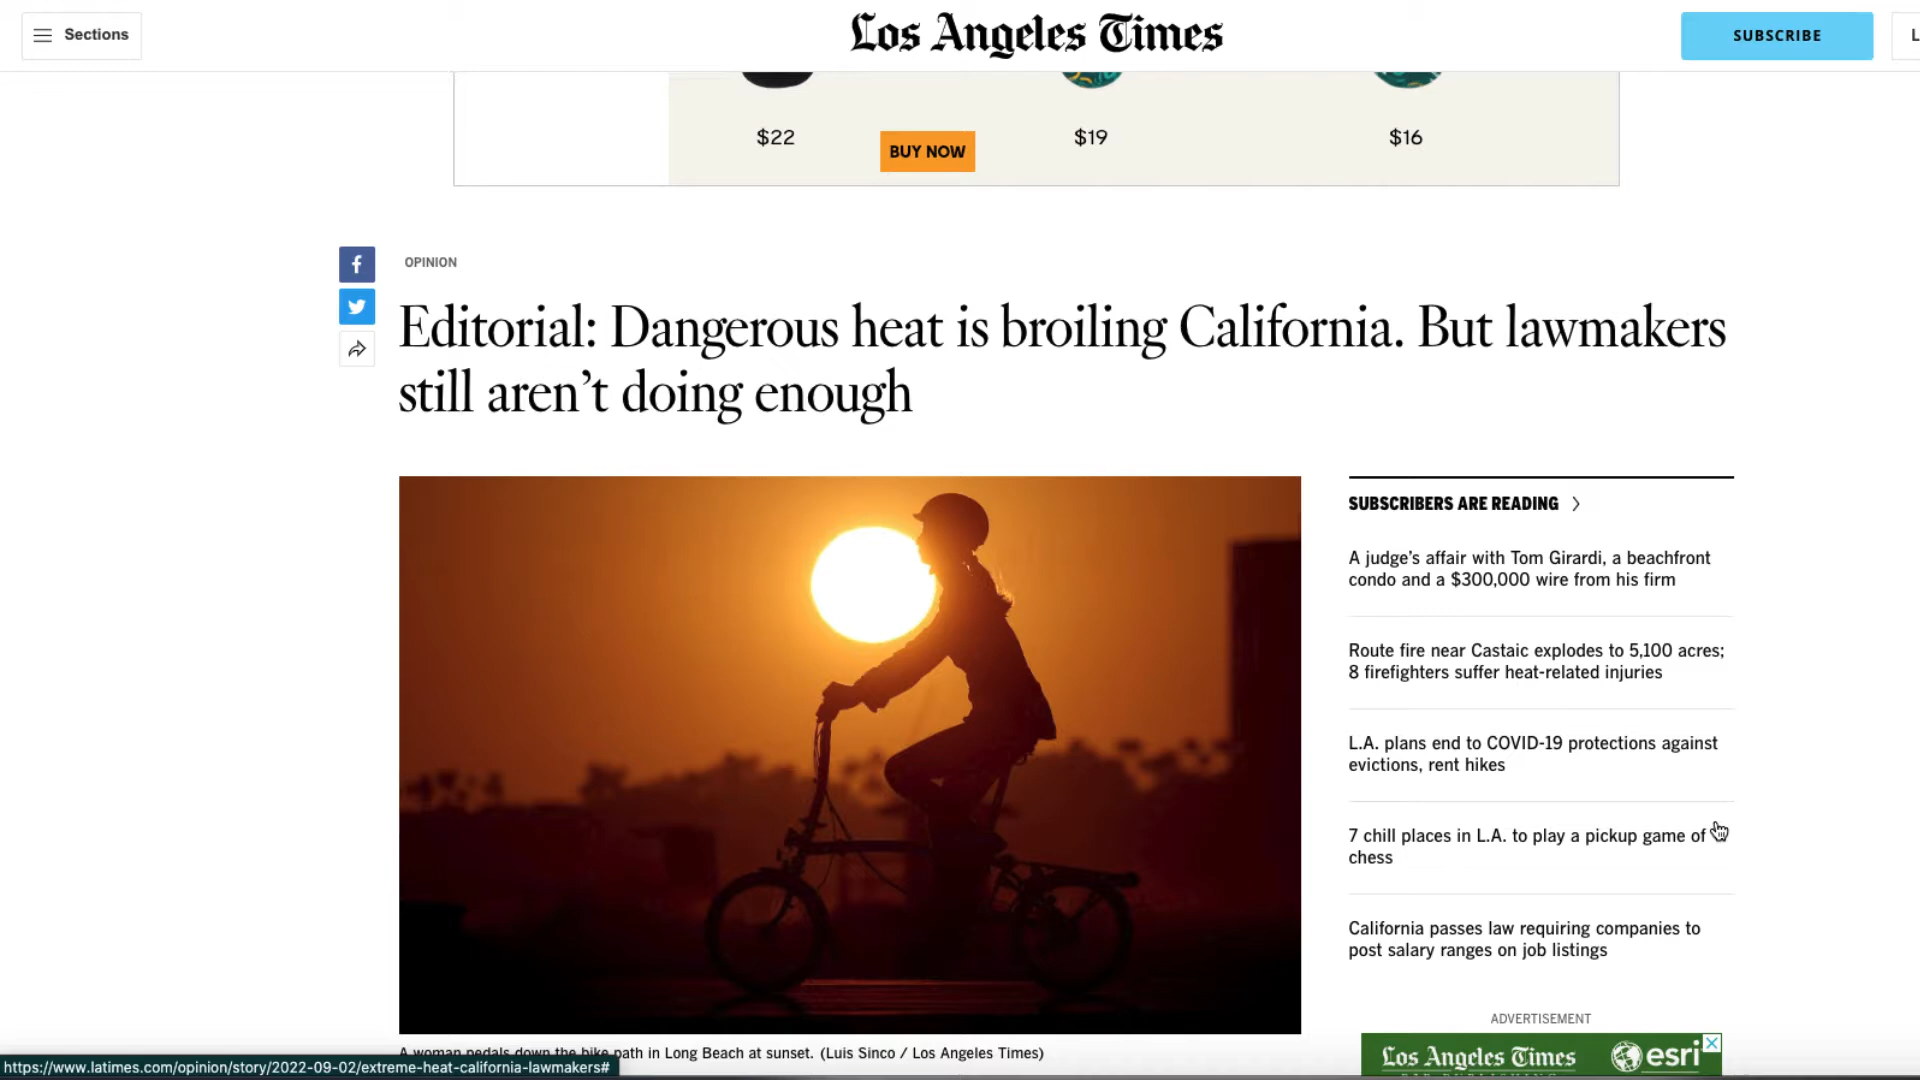 Sections
Los Angeles Times
SUBSCRIBE
L
$22
BUY NOW
$19
$16
OPINION
Editorial: Dangerous heat is broiling California. But lawmakers
still aren’t doing enough
SUBSCRIBERS ARE READING
A judge’s affair with Tom Girardi, a beachfront
condo and a $300,000 wire from his firm
Route fire near Castaic explodes to 5,100 acres;
8 firefighters suffer heat-related injuries
L.A. plans end to COVID-19 protections against
evictions, rent hikes
7 chill places in L.A. to play a pickup game of
chess
California passes law requiring companies to
post salary ranges on job listings
ADVERTISEMENT
Los Angeles Times
esri
A woman pedals down the bike path in Long Beach at sunset. (Luis Sinco / Los Angeles Times)
https://www.latimes.com/opinion/story/2022-09-02/extreme-heat-california-lawmakers#